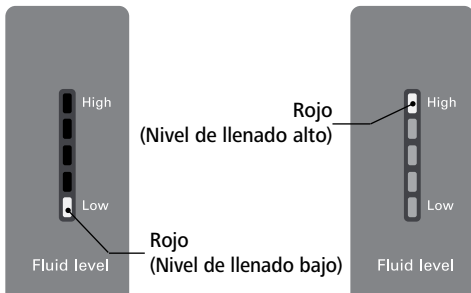 High
Low
Fluid level
Rojo
(Nivel de llenado bajo)
Rojo
(Nivel de llenado alto)
High
Low
Fluid level